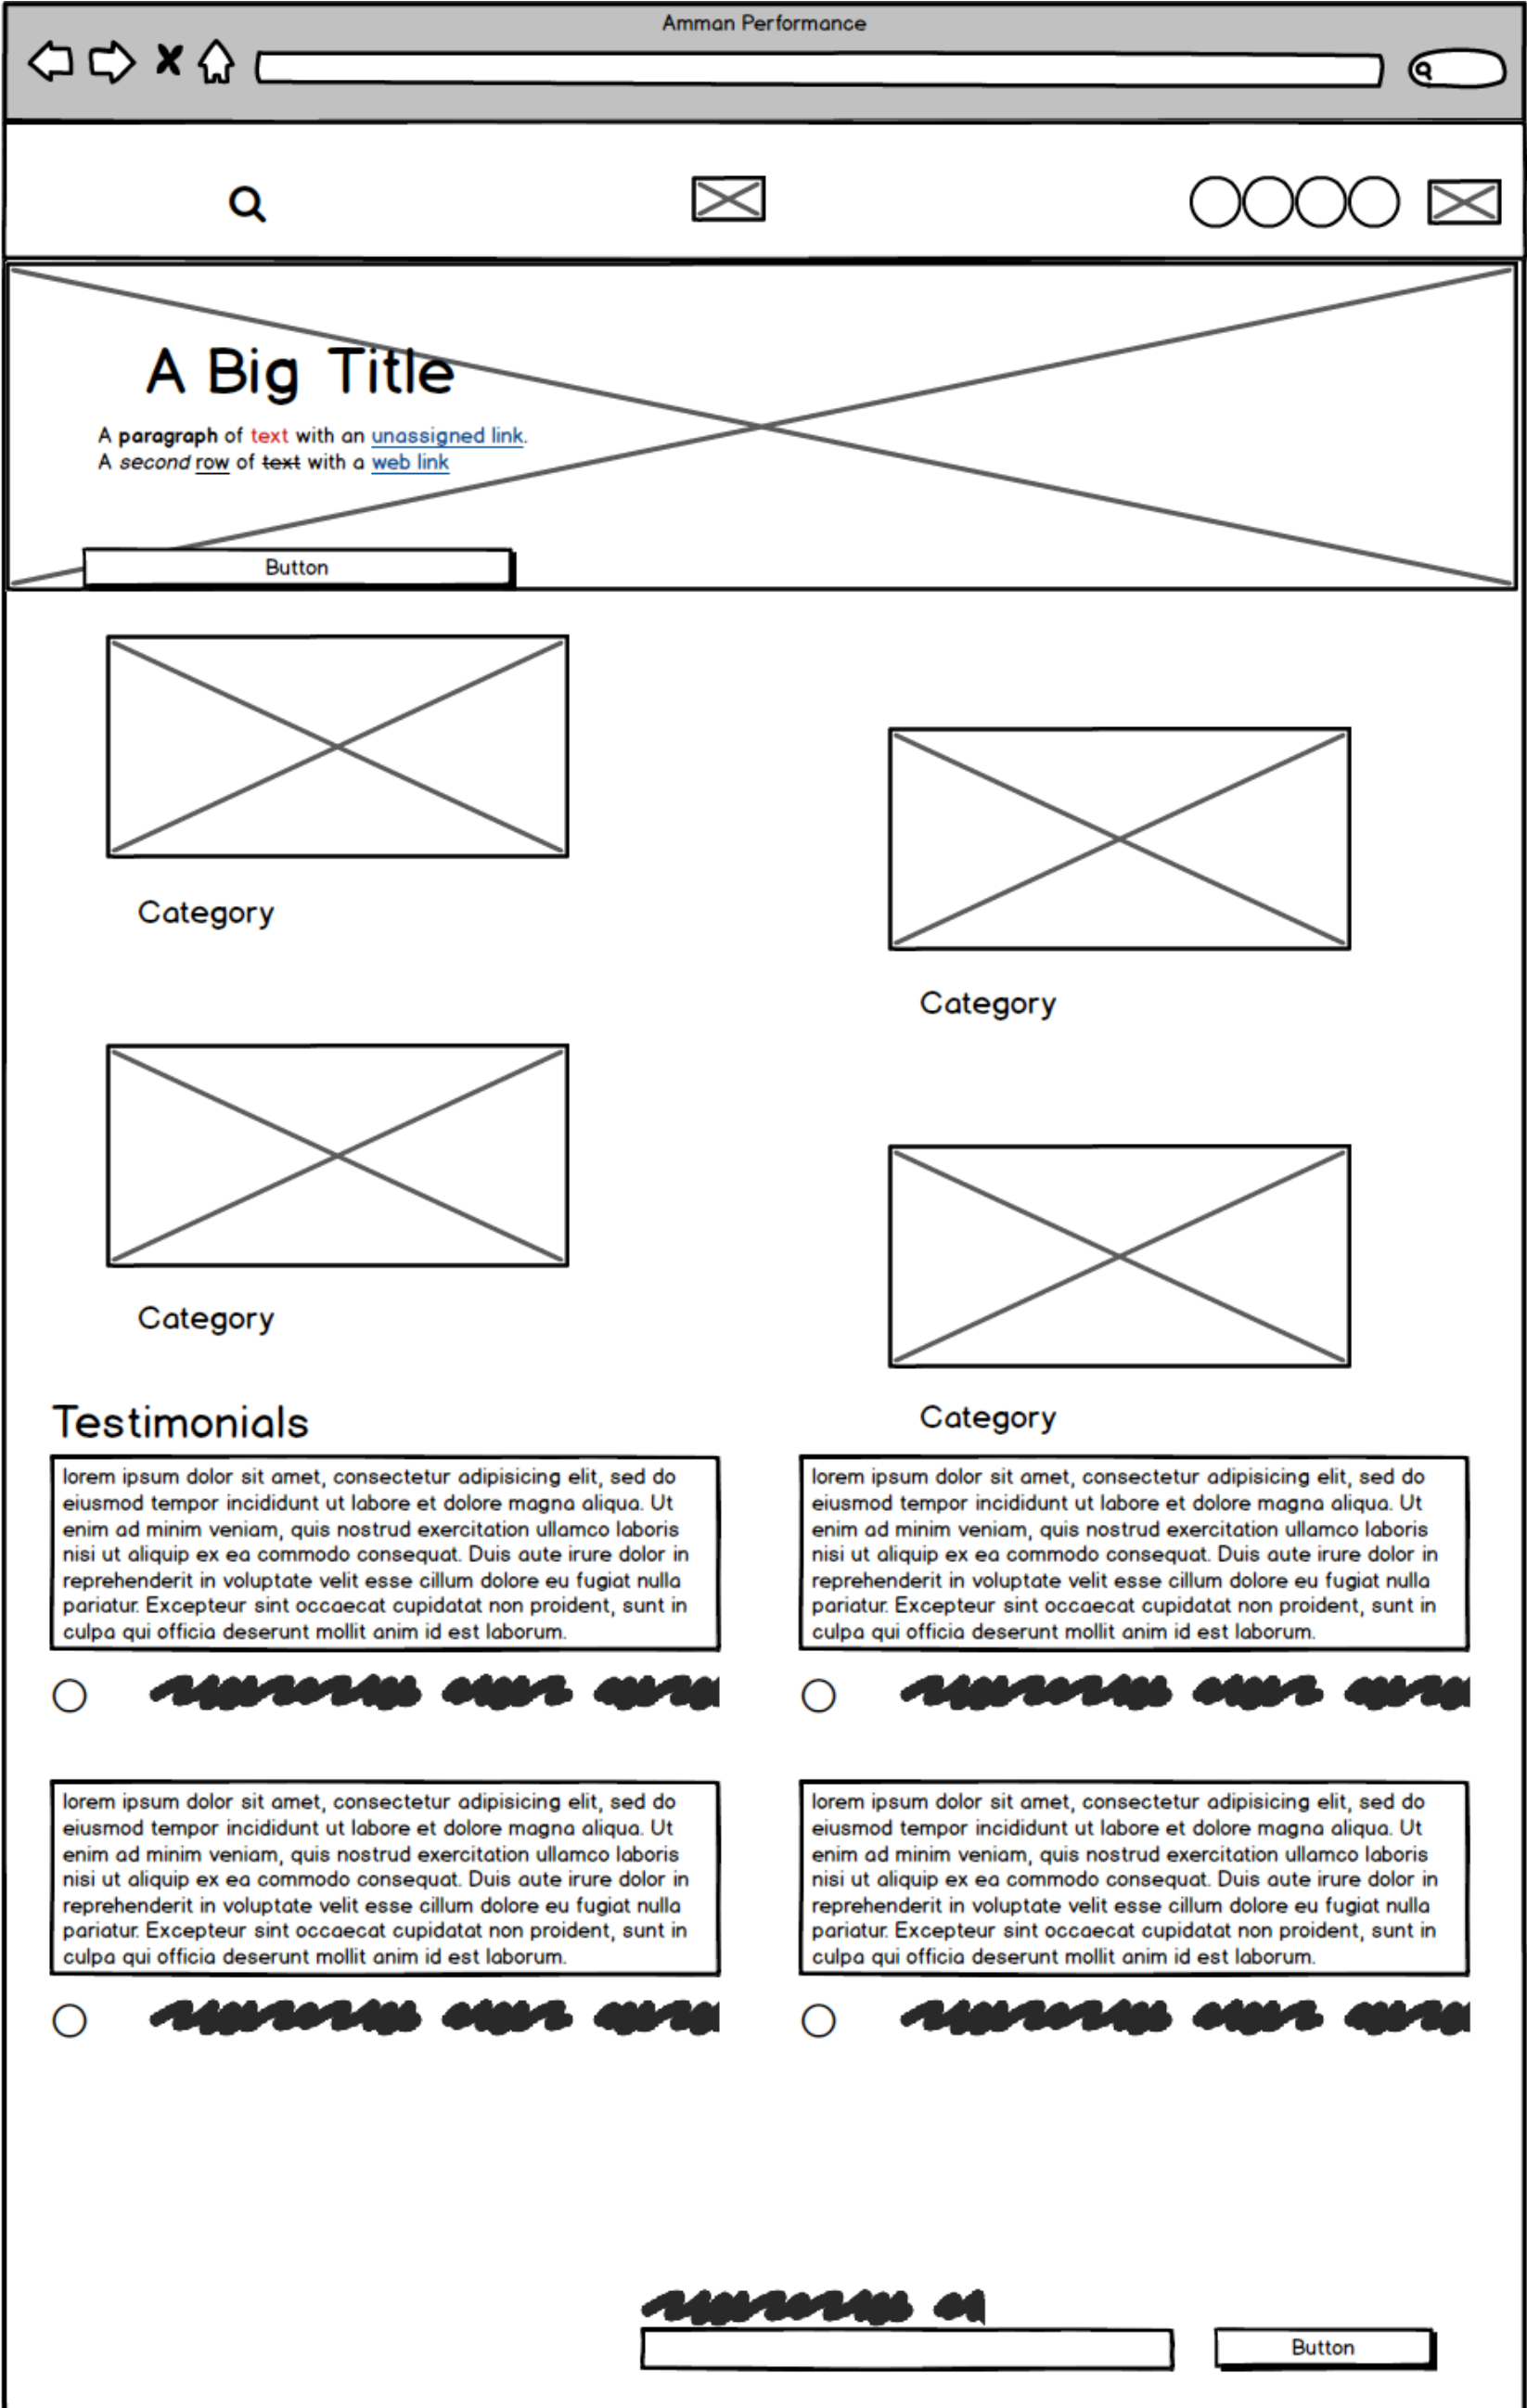 Amman Performance
A Big Title
A paragraph of text with an unassigned link.
A second row of text with a web link
Button
Category
Category
Category
Category
Testimonials
lorem ipsum dolor sit amet, consectetur adipisicing elit, sed do
eiusmod tempor incididunt ut labore et dolore magna aliqua. Ut
enim ad minim veniam, quis nostrud exercitation ullamco laboris
nisi ut aliquip ex ea commodo consequat. Duis aute irure dolor in
reprehenderit in voluptate velit esse cillum dolore eu fugiat nulla
pariatur. Excepteur sint occaecat cupidatat non proident, sunt in
culpa qui officia deserunt mollit anim id est laborum.
lorem ipsum dolor sit amet, consectetur adipisicing elit, sed do
eiusmod tempor incididunt ut labore et dolore magna aliqua. Ut
enim ad minim veniam, quis nostrud exercitation ullamco laboris
nisi ut aliquip ex ea commodo consequat. Duis aute irure dolor in
reprehenderit in voluptate velit esse cillum dolore eu fugiat nulla
pariatur. Excepteur sint occaecat cupidatat non proident, sunt in
culpa qui officia deserunt mollit anim id est laborum.
lorem ipsum dolor sit amet, consectetur adipisicing elit, sed do
eiusmod tempor incididunt ut labore et dolore magna aliqua. Ut
enim ad minim veniam, quis nostrud exercitation ullamco laboris
nisi ut aliquip ex ea commodo consequat. Duis aute irure dolor in
reprehenderit in voluptate velit esse cillum dolore eu fugiat nulla
pariatur. Excepteur sint occaecat cupidatat non proident, sunt in
culpa qui officia deserunt mollit anim id est laborum.
lorem ipsum dolor sit amet, consectetur adipisicing elit, sed do
eiusmod tempor incididunt ut labore et dolore magna aliqua. Ut
enim ad minim veniam, quis nostrud exercitation ullamco laboris
nisi ut aliquip ex ea commodo consequat. Duis aute irure dolor in
reprehenderit in voluptate velit esse cillum dolore eu fugiat nulla
pariatur. Excepteur sint occaecat cupidatat non proident, sunt in
culpa qui officia deserunt mollit anim id est laborum.
Button